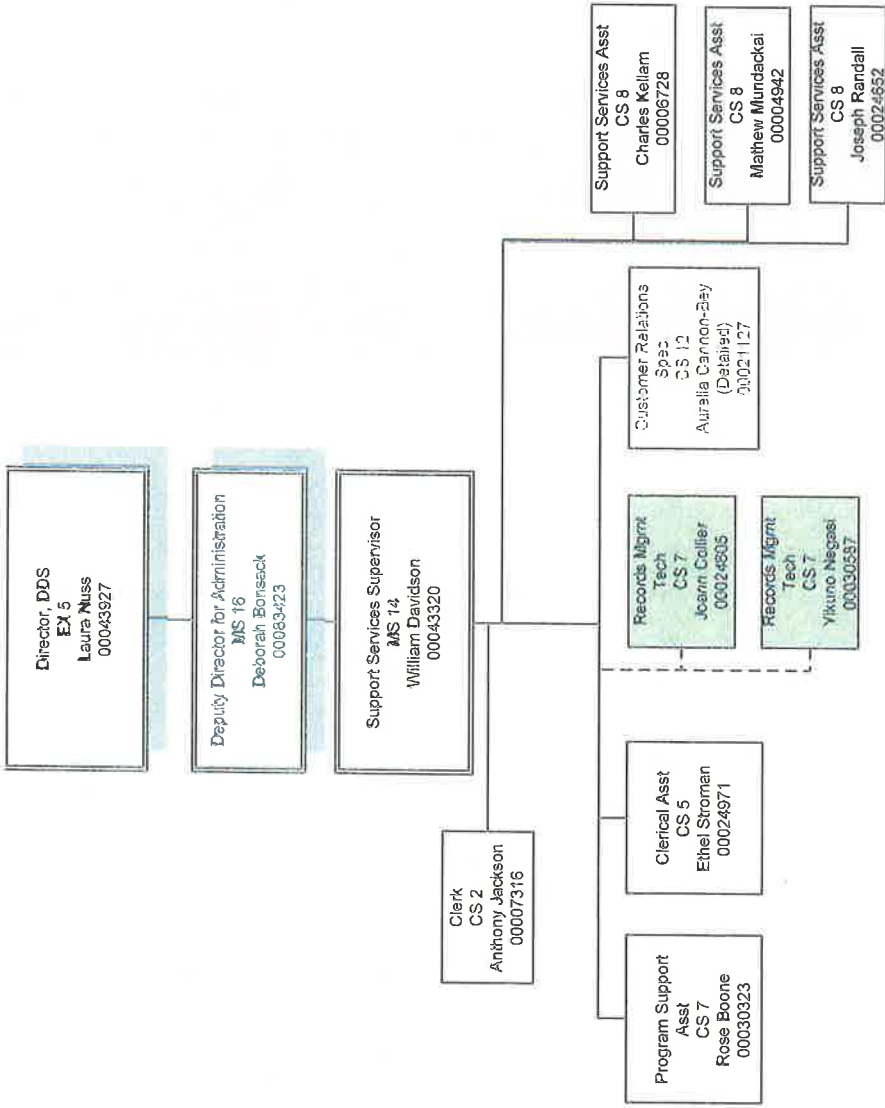 Director, DDS
EX 5
Laura Nuss
00043927
Deputy Director for Administration
MS 16
Deborah Bonsack
00083423
Support Services Supervisor
MS 14
William Davidson
00043320
Clerk
CS 2
Anthony Jackson
00007316
Program Support
Asst
CS 7
Rose Boone
00030323
Clerical Asst
CS 5
Ethel Stroman
00024971
Records Mgmt
Tech
CS 7
Joann Collier
00024805
Records Mgmt
Tech
CS 7
Yikuno Negasi
00030587
Customer Relations
Spec.
CS 12
Aurelia Cannon-Bey
(Detailed)
00021127
Support Services Asst
CS 8
Charles Kellam
00006728
Support Services Asst
CS 8
Mathew Mundackal
00004942
Support Services Asst
CS 8
Joseph Randall
00024652